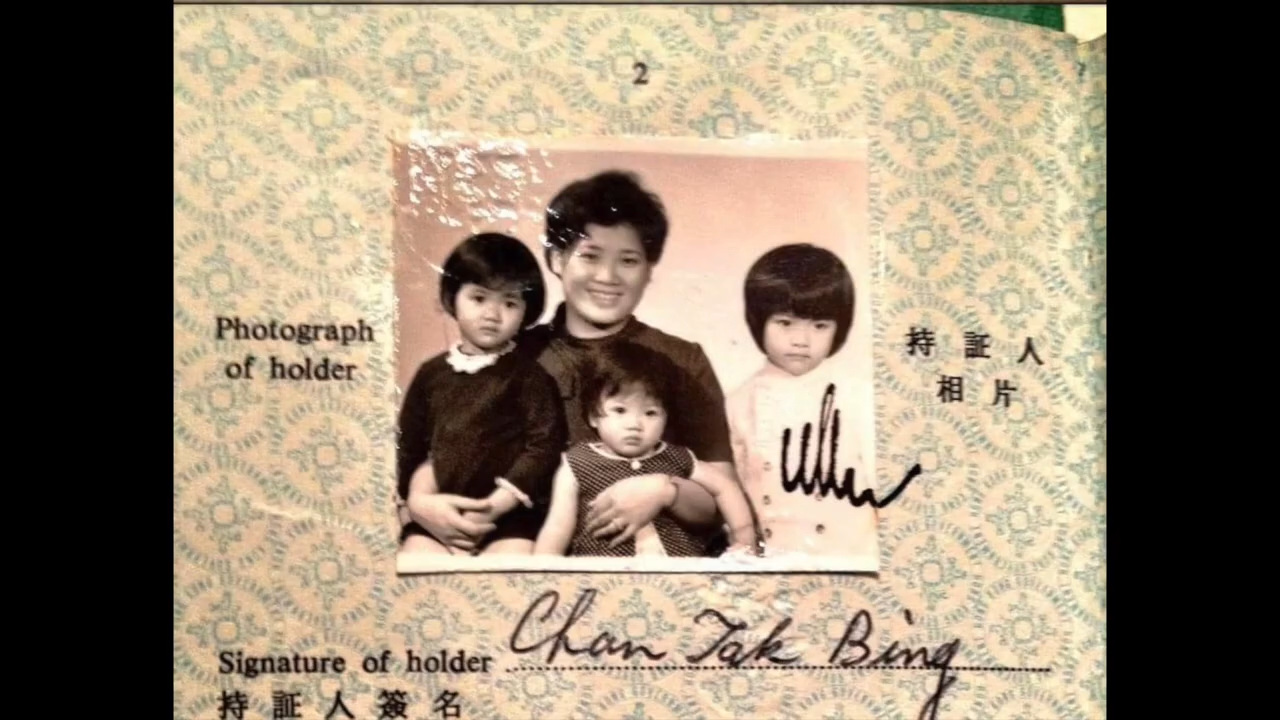 2
Photograph
of holder
持証人
相片
Signature of holder Chan Tak Bing
持証人簽名